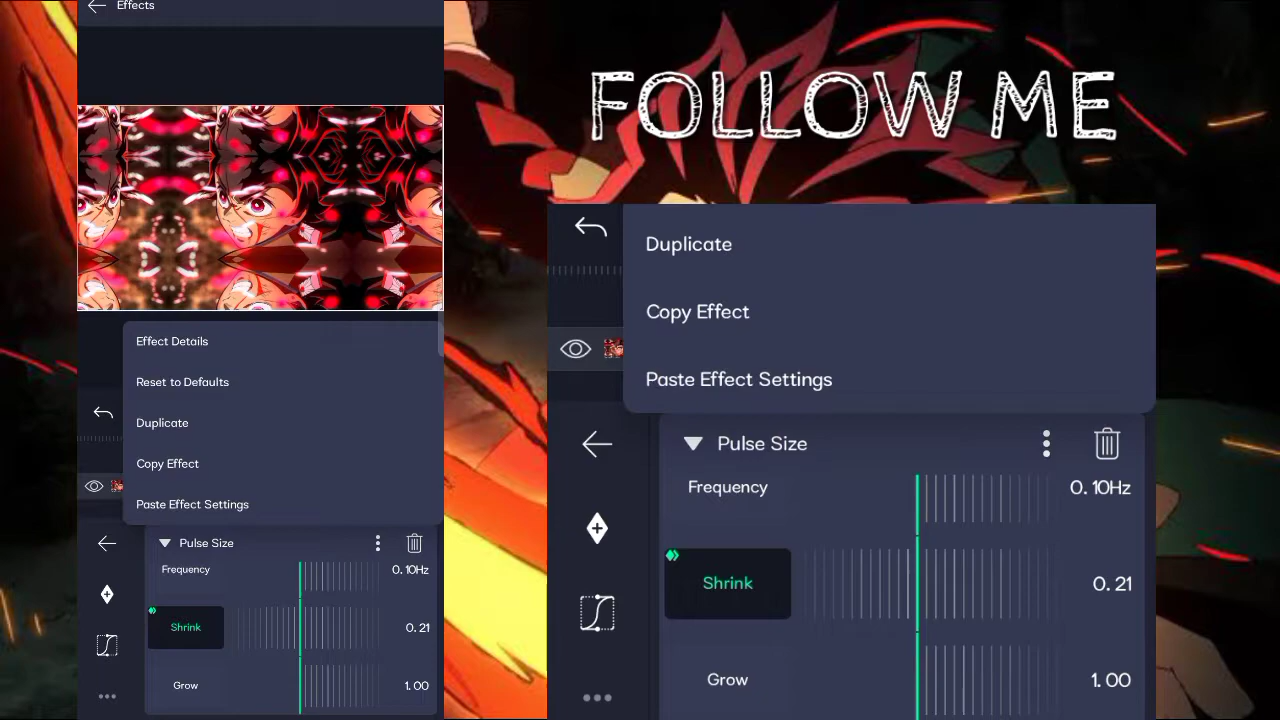 Effects
FOLLOW ME
Effect Details
Reset to Defaults
Duplicate
Copy Effect
Paste Effect Settings
Pulse Size
Frequency 0.10Hz
Shrink 0.21
Grow 1.00
Duplicate
Copy Effect
Paste Effect Settings
Pulse Size
Frequency 0.10Hz
Shrink 0.21
Grow 1.00